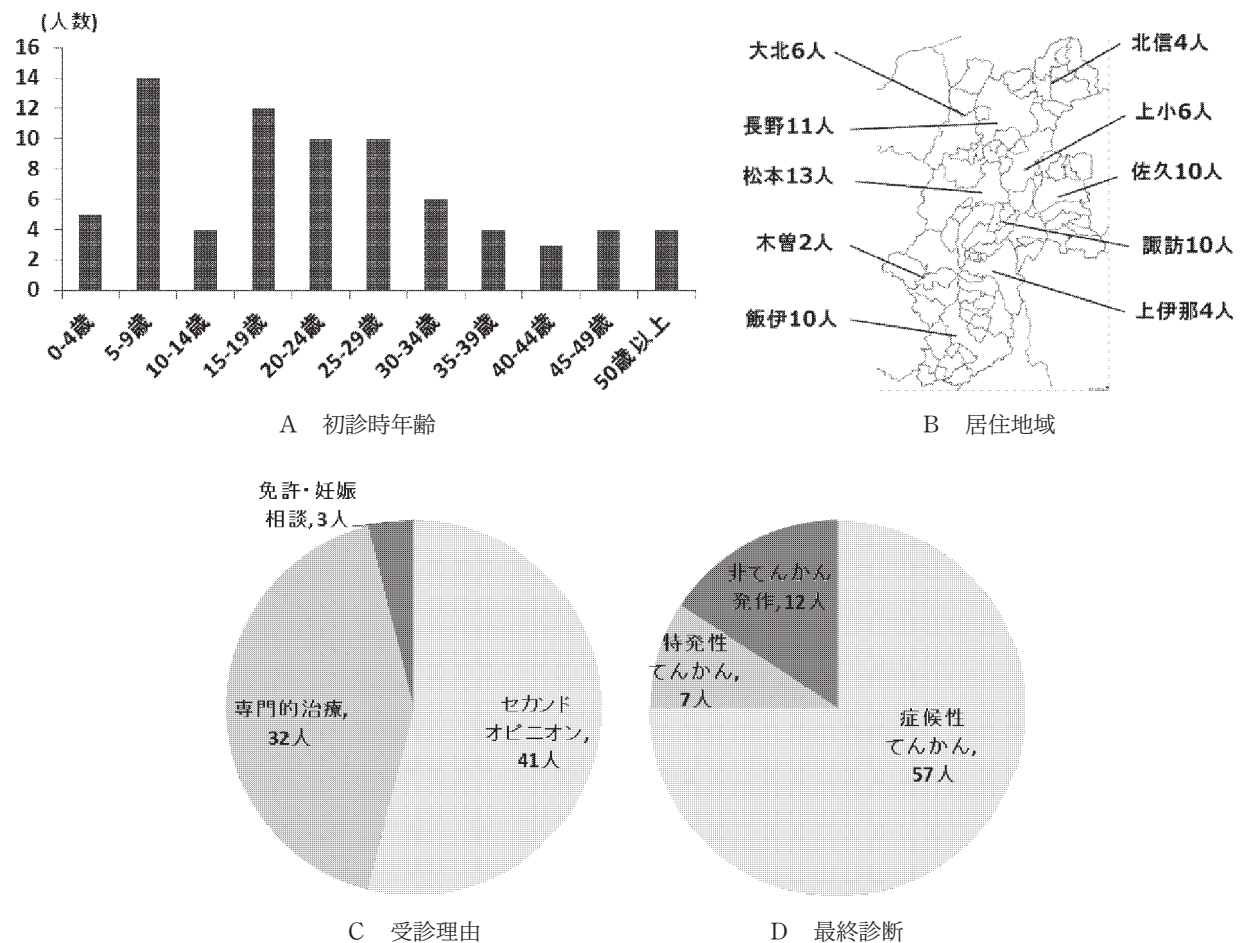 (人数)
16
14
12
10
8
6
4
2
0
0-4歳
5-9歳
10-14歳
15-19歳
20-24歳
25-29歳
30-34歳
35-39歳
40-44歳
45-49歳
50歳以上
A 初診時年齢
大北6人
北信4人
長野11人
上小6人
松本13人
佐久10人
木曽2人
諏訪10人
飯伊10人
上伊那4人
B 居住地域
免許・妊娠
相談,3人
専門的治療,
32人
セカンド
オピニオン,
41人
C 受診理由
非てんかん
発作,12人
特発性
てんかん,
7人
症候性
てんかん,
57人
D 最終診断